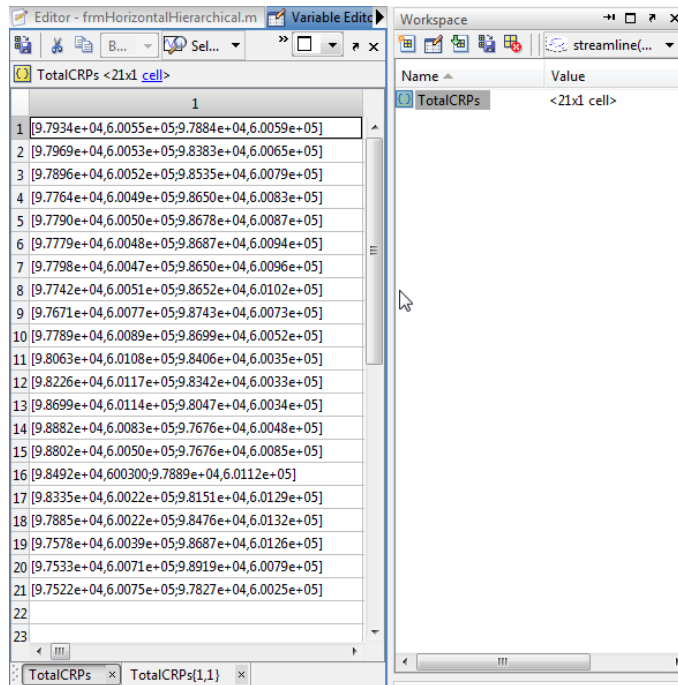 Editor - frmHorizontalHierarchical.m
Variable Edito
B...
Sel...
»
TotalCRPs <21x1 cell>
1
1 [9.7934e+04,6.0055e+05;9.7884e+04,6.0059e+05]
2 [9.7969e+04,6.0053e+05;9.8383e+04,6.0065e+05]
3 [9.7896e+04,6.0052e+05;9.8535e+04,6.0079e+05]
4 [9.7764e+04,6.0049e+05;9.8650e+04,6.0083e+05]
5 [9.7790e+04,6.0050e+05;9.8678e+04,6.0087e+05]
6 [9.7779e+04,6.0048e+05;9.8687e+04,6.0094e+05]
7 [9.7798e+04,6.0047e+05;9.8650e+04,6.0096e+05]
8 [9.7742e+04,6.0051e+05;9.8652e+04,6.0102e+05]
9 [9.7671e+04,6.0077e+05;9.8743e+04,6.0073e+05]
10 [9.7789e+04,6.0089e+05;9.8699e+04,6.0052e+05]
11 [9.8063e+04,6.0108e+05;9.8406e+04,6.0035e+05]
12 [9.8226e+04,6.0117e+05;9.8342e+04,6.0033e+05]
13 [9.8699e+04,6.0114e+05;9.8047e+04,6.0034e+05]
14 [9.8882e+04,6.0083e+05;9.7676e+04,6.0048e+05]
15 [9.8802e+04,6.0050e+05;9.7676e+04,6.0085e+05]
16 [9.8492e+04,600300;9.7889e+04,6.0112e+05]
17 [9.8335e+04,6.0022e+05;9.8151e+04,6.0129e+05]
18 [9.7885e+04,6.0022e+05;9.8476e+04,6.0132e+05]
19 [9.7578e+04,6.0039e+05;9.8687e+04,6.0126e+05]
20 [9.7533e+04,6.0071e+05;9.8919e+04,6.0079e+05]
21 [9.7522e+04,6.0075e+05;9.7827e+04,6.0025e+05]
22
23
TotalCRPs
TotalCRPs{1,1}
Workspace
streamline(...
Name
Value
TotalCRPs
<21x1 cell>